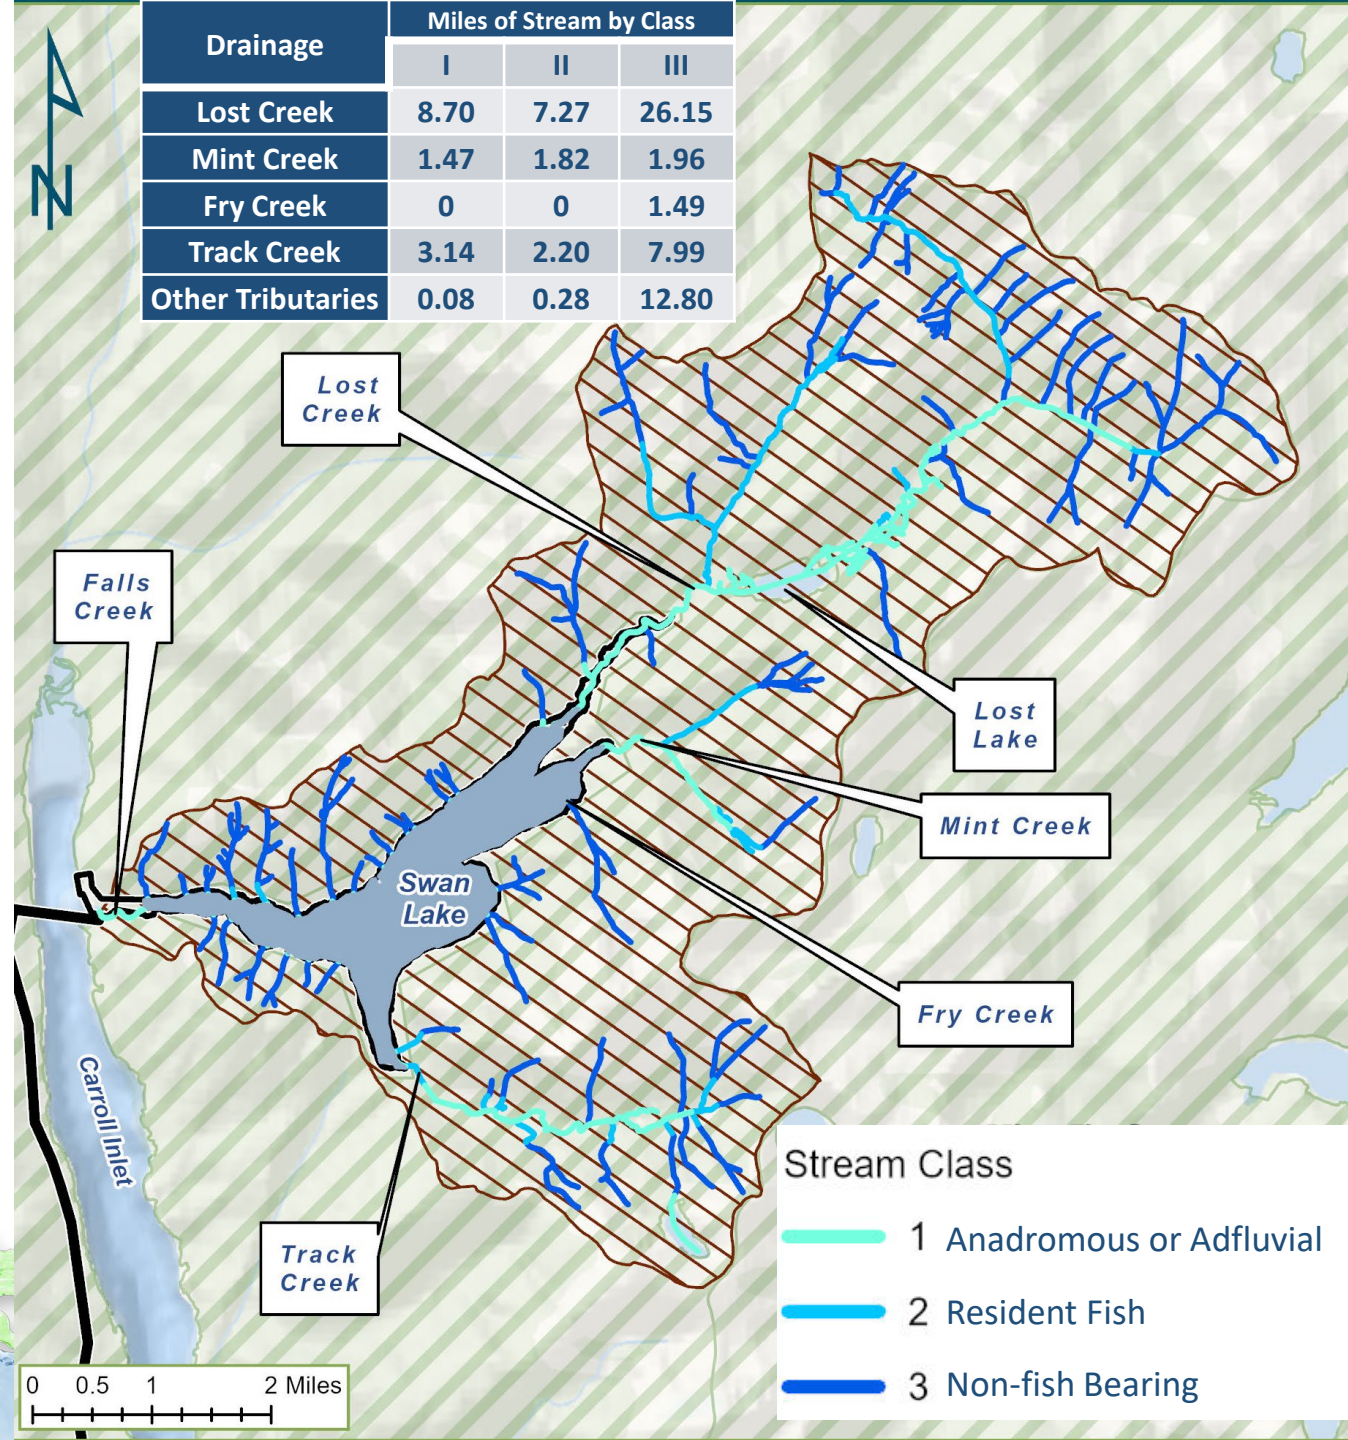 Drainage
Miles of Stream by Class
I II III
Lost Creek 8.70 7.27 26.15
Mint Creek 1.47 1.82 1.96
Fry Creek 0 0 1.49
Track Creek 3.14 2.20 7.99
Other Tributaries 0.08 0.28 12.80
N
Lost
Creek
Falls
Creek
Lost
Lake
Mint Creek
Swan
Lake
Fry Creek
Carroll Inlet
Track
Creek
Stream Class
1 Anadromous or Adfluvial
2 Resident Fish
3 Non-fish Bearing
0 0.5 1 2 Miles